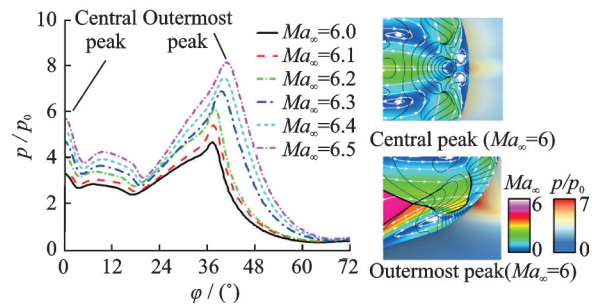 Central Outermost
peak peak
Ma∞=6.0
Ma∞=6.1
Ma∞=6.2
Ma∞=6.3
Ma∞=6.4
Ma∞=6.5
10
8
6
4
2
0
p/p0
0 12 24 36 48 60 72
φ / (°)
Central peak (Ma∞=6)
Ma∞ p/p0
6 7
0 0
Outermost peak(Ma∞=6)